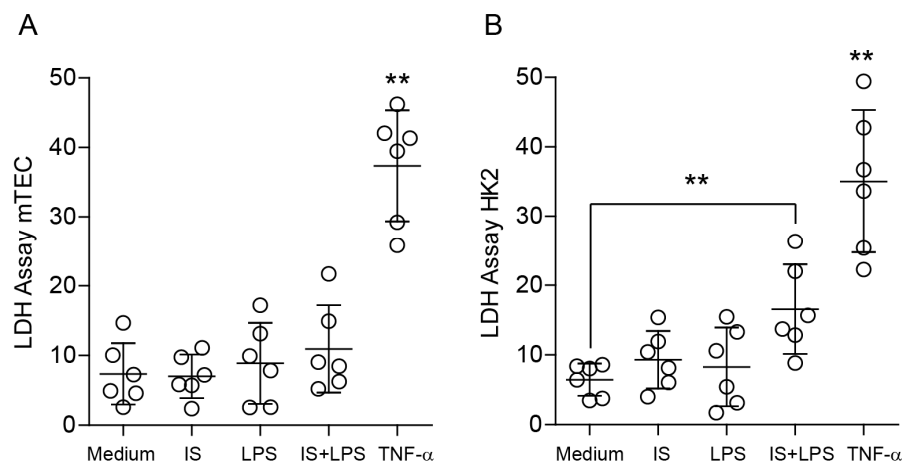 A
LDH Assay mTEC
50
40
30
20
10
0
**
Medium IS LPS IS+LPS TNF-α
B
LDH Assay HK2
50
40
30
20
10
0
**
**
Medium IS LPS IS+LPS TNF-α